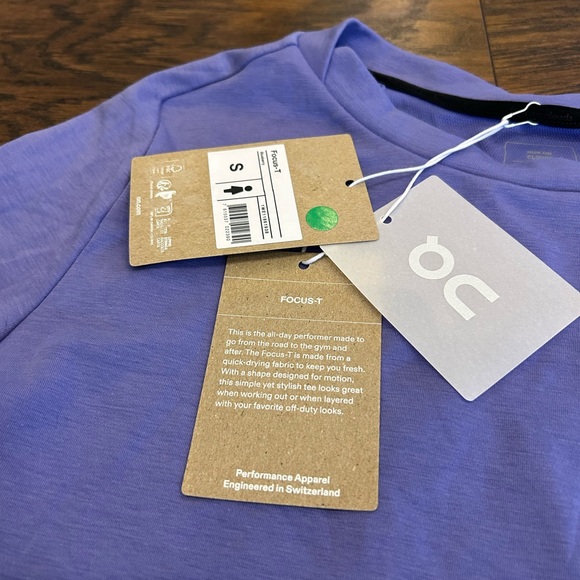 Focus-T
S
FOCUS-T
This is the all-day performer made to
go from the road to the gym and
after. The Focus-T is made from a
quick-drying fabric to keep you fresh.
With a shape designed for motion,
this simple yet stylish tee looks great
when working out or when layered
with your favorite off-duty looks.
Performance Apparel
Engineered in Switzerland